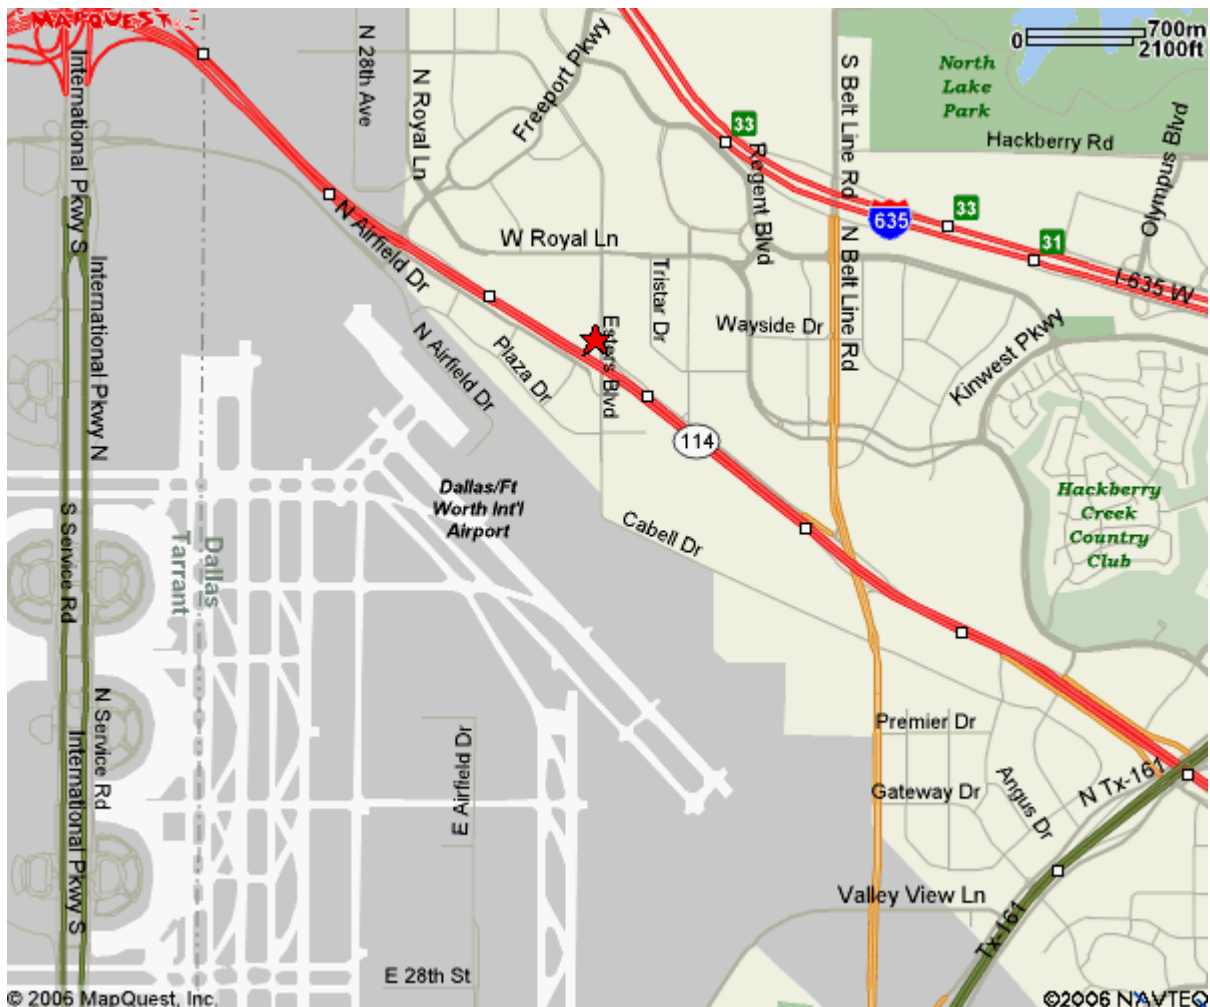 MAPQUEST
700m
0
2100ft
N 28th Ave
N Royal Ln
Freeport Pkwy
S Belt Line Rd
North
Lake
Park
33
Hackberry Rd
Olympus Blvd
International Pkwy S
Regent Blvd
635
33
31
I-635 W
N Airfield Dr
W Royal Ln
N Belt Line Rd
International Pkwy N
Tristar Dr
Wayside Dr
Kinwest Pkwy
N Airfield Dr
Plaza Dr
Esters Blvd
114
Dallas/Ft
Worth Int'l
Airport
Hackberry
Creek
Country
Club
S Service Rd
Tarrant
Dallas
Cabell Dr
N Service Rd
International Pkwy S
E Airfield Dr
Premier Dr
Gateway Dr
Angus Dr
N Tx-161
Valley View Ln
Tx-161
E 28th St
© 2006 MapQuest, Inc.
©2006 NAVTEQ